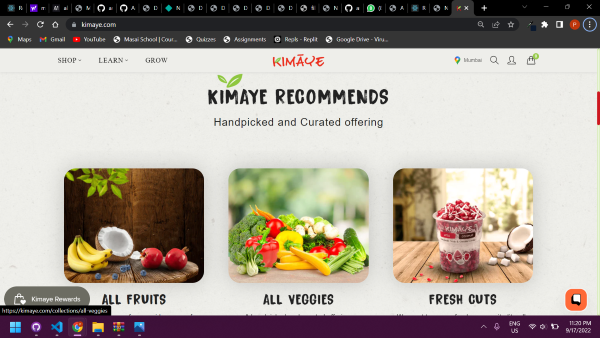 kimaye.com
Maps
Gmail
YouTube
Masai School | Cour...
Quizzes
Assignments
Repls - Replit
Google Drive - Viru...
SHOP
LEARN
GROW
KIMAYE
Mumbai
KIMAYE RECOMMENDS
Handpicked and Curated offering
ALL FRUITS
ALL VEGGIES
FRESH CUTS
Kimaye Rewards
https://kimaye.com/collections/all-veggies
ENG
US
11:20 PM
9/17/2022